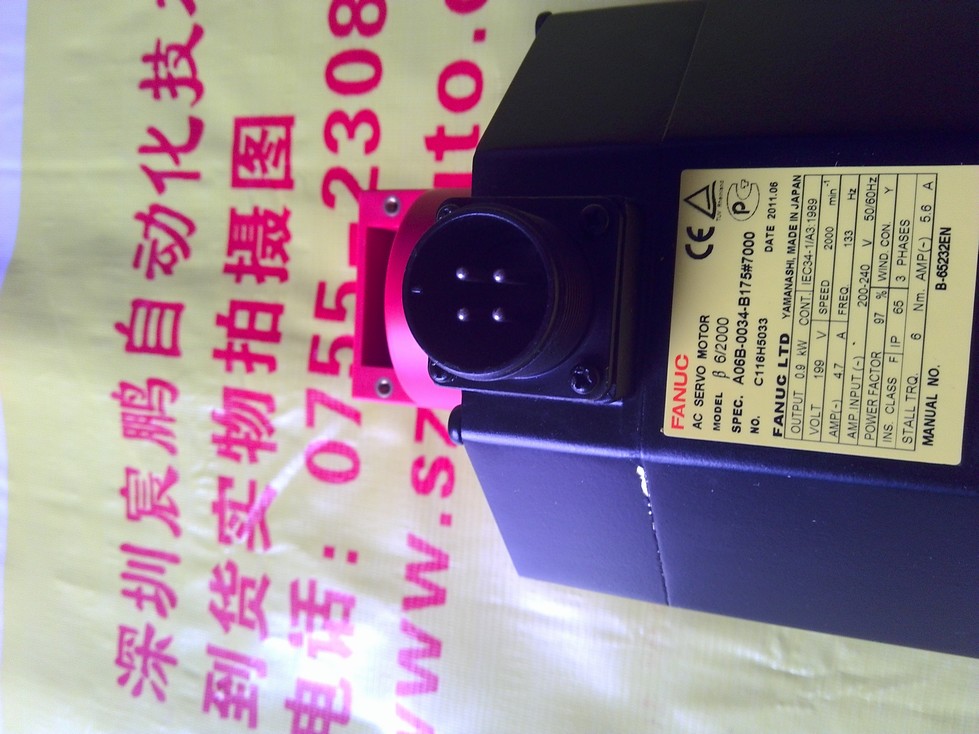 深圳晨鹏自动化技
到货实物拍摄图
电话：0755-2308
www.sz
uto.
FANUC
AC SERVO MOTOR
MODEL β 6/2000
SPEC. A06B-0034-B175#7000
NO. C116H5033 DATE 2011.06
FANUC LTD YAMANASHI, MADE IN JAPAN
CE
OUTPUT 0.9 kW CONT. IEC34-1/A3:1989
VOLT 199 V SPEED 2000 min-1
AMP(~) 4.7 A FREQ. 133 Hz
AMP.INPUT(~)
200-240 V 50/60Hz
POWER FACTOR 97 % WIND CON. Y
INS. CLASS F IP 65 3 PHASES
STALL TRQ. 6 Nm. AMP(~) 5.6 A
MANUAL NO. B-65232EN